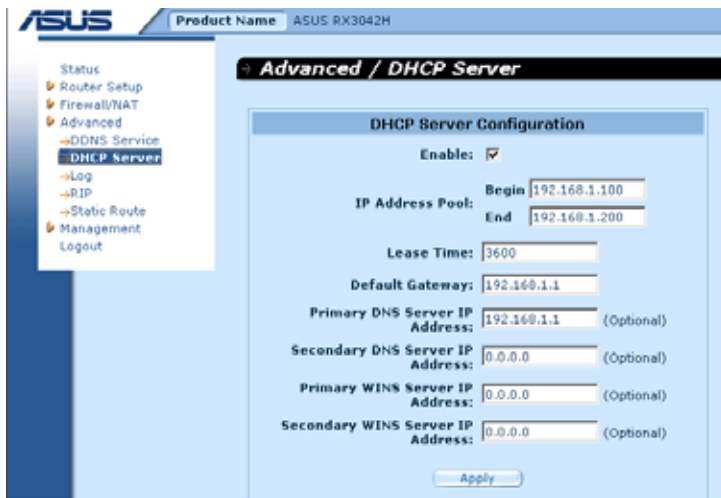 ASUS
Product Name ASUS RX3042H
Status
Router Setup
Firewall/NAT
Advanced
DDNS Service
DHCP Server
Log
RIP
Static Route
Management
Logout
Advanced / DHCP Server
DHCP Server Configuration
Enable:
IP Address Pool:
Begin 192.168.1.100
End 192.168.1.200
Lease Time: 3600
Default Gateway: 192.168.1.1
Primary DNS Server IP
Address: 192.168.1.1 (Optional)
Secondary DNS Server IP
Address: 0.0.0.0 (Optional)
Primary WINS Server IP
Address: 0.0.0.0 (Optional)
Secondary WINS Server IP
Address: 0.0.0.0 (Optional)
Apply